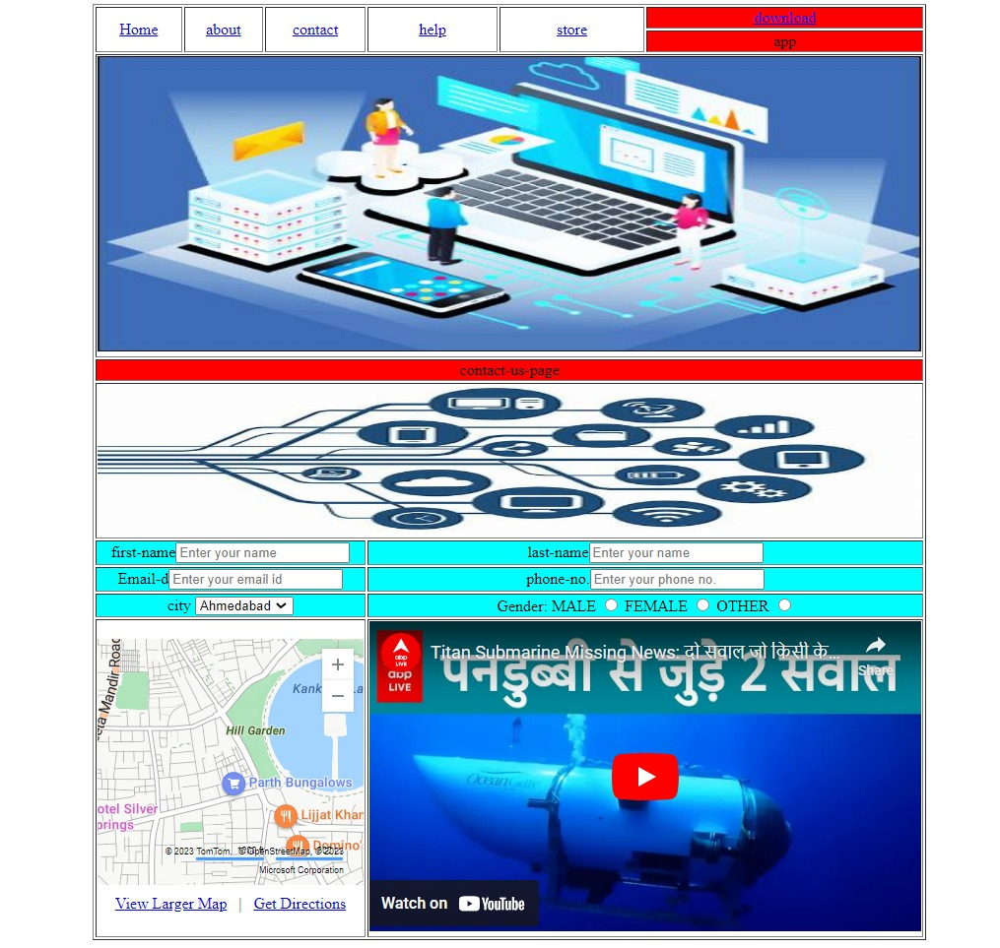 Home about contact help store download
app
contact-us-page
first-name Enter your name last-name Enter your name
Email-d Enter your email id phone-no. Enter your phone no.
city Ahmedabad Gender: MALE FEMALE OTHER
eeta Mandir Road
Kank
Hill Garden
Parth Bungalows
otel Silver
prings
Lijjat Khan
Domino'
© 2023 TomTom, © OpenStreetMap, © 2023
Microsoft Corporation
View Larger Map | Get Directions
abp
LIVE
abp
LIVE
Titan Submarine Missing News: दो सवाल जो किसी के...
Share
पनडुब्बी से जुड़े 2 सवाल
OceanGate
Watch on YouTube